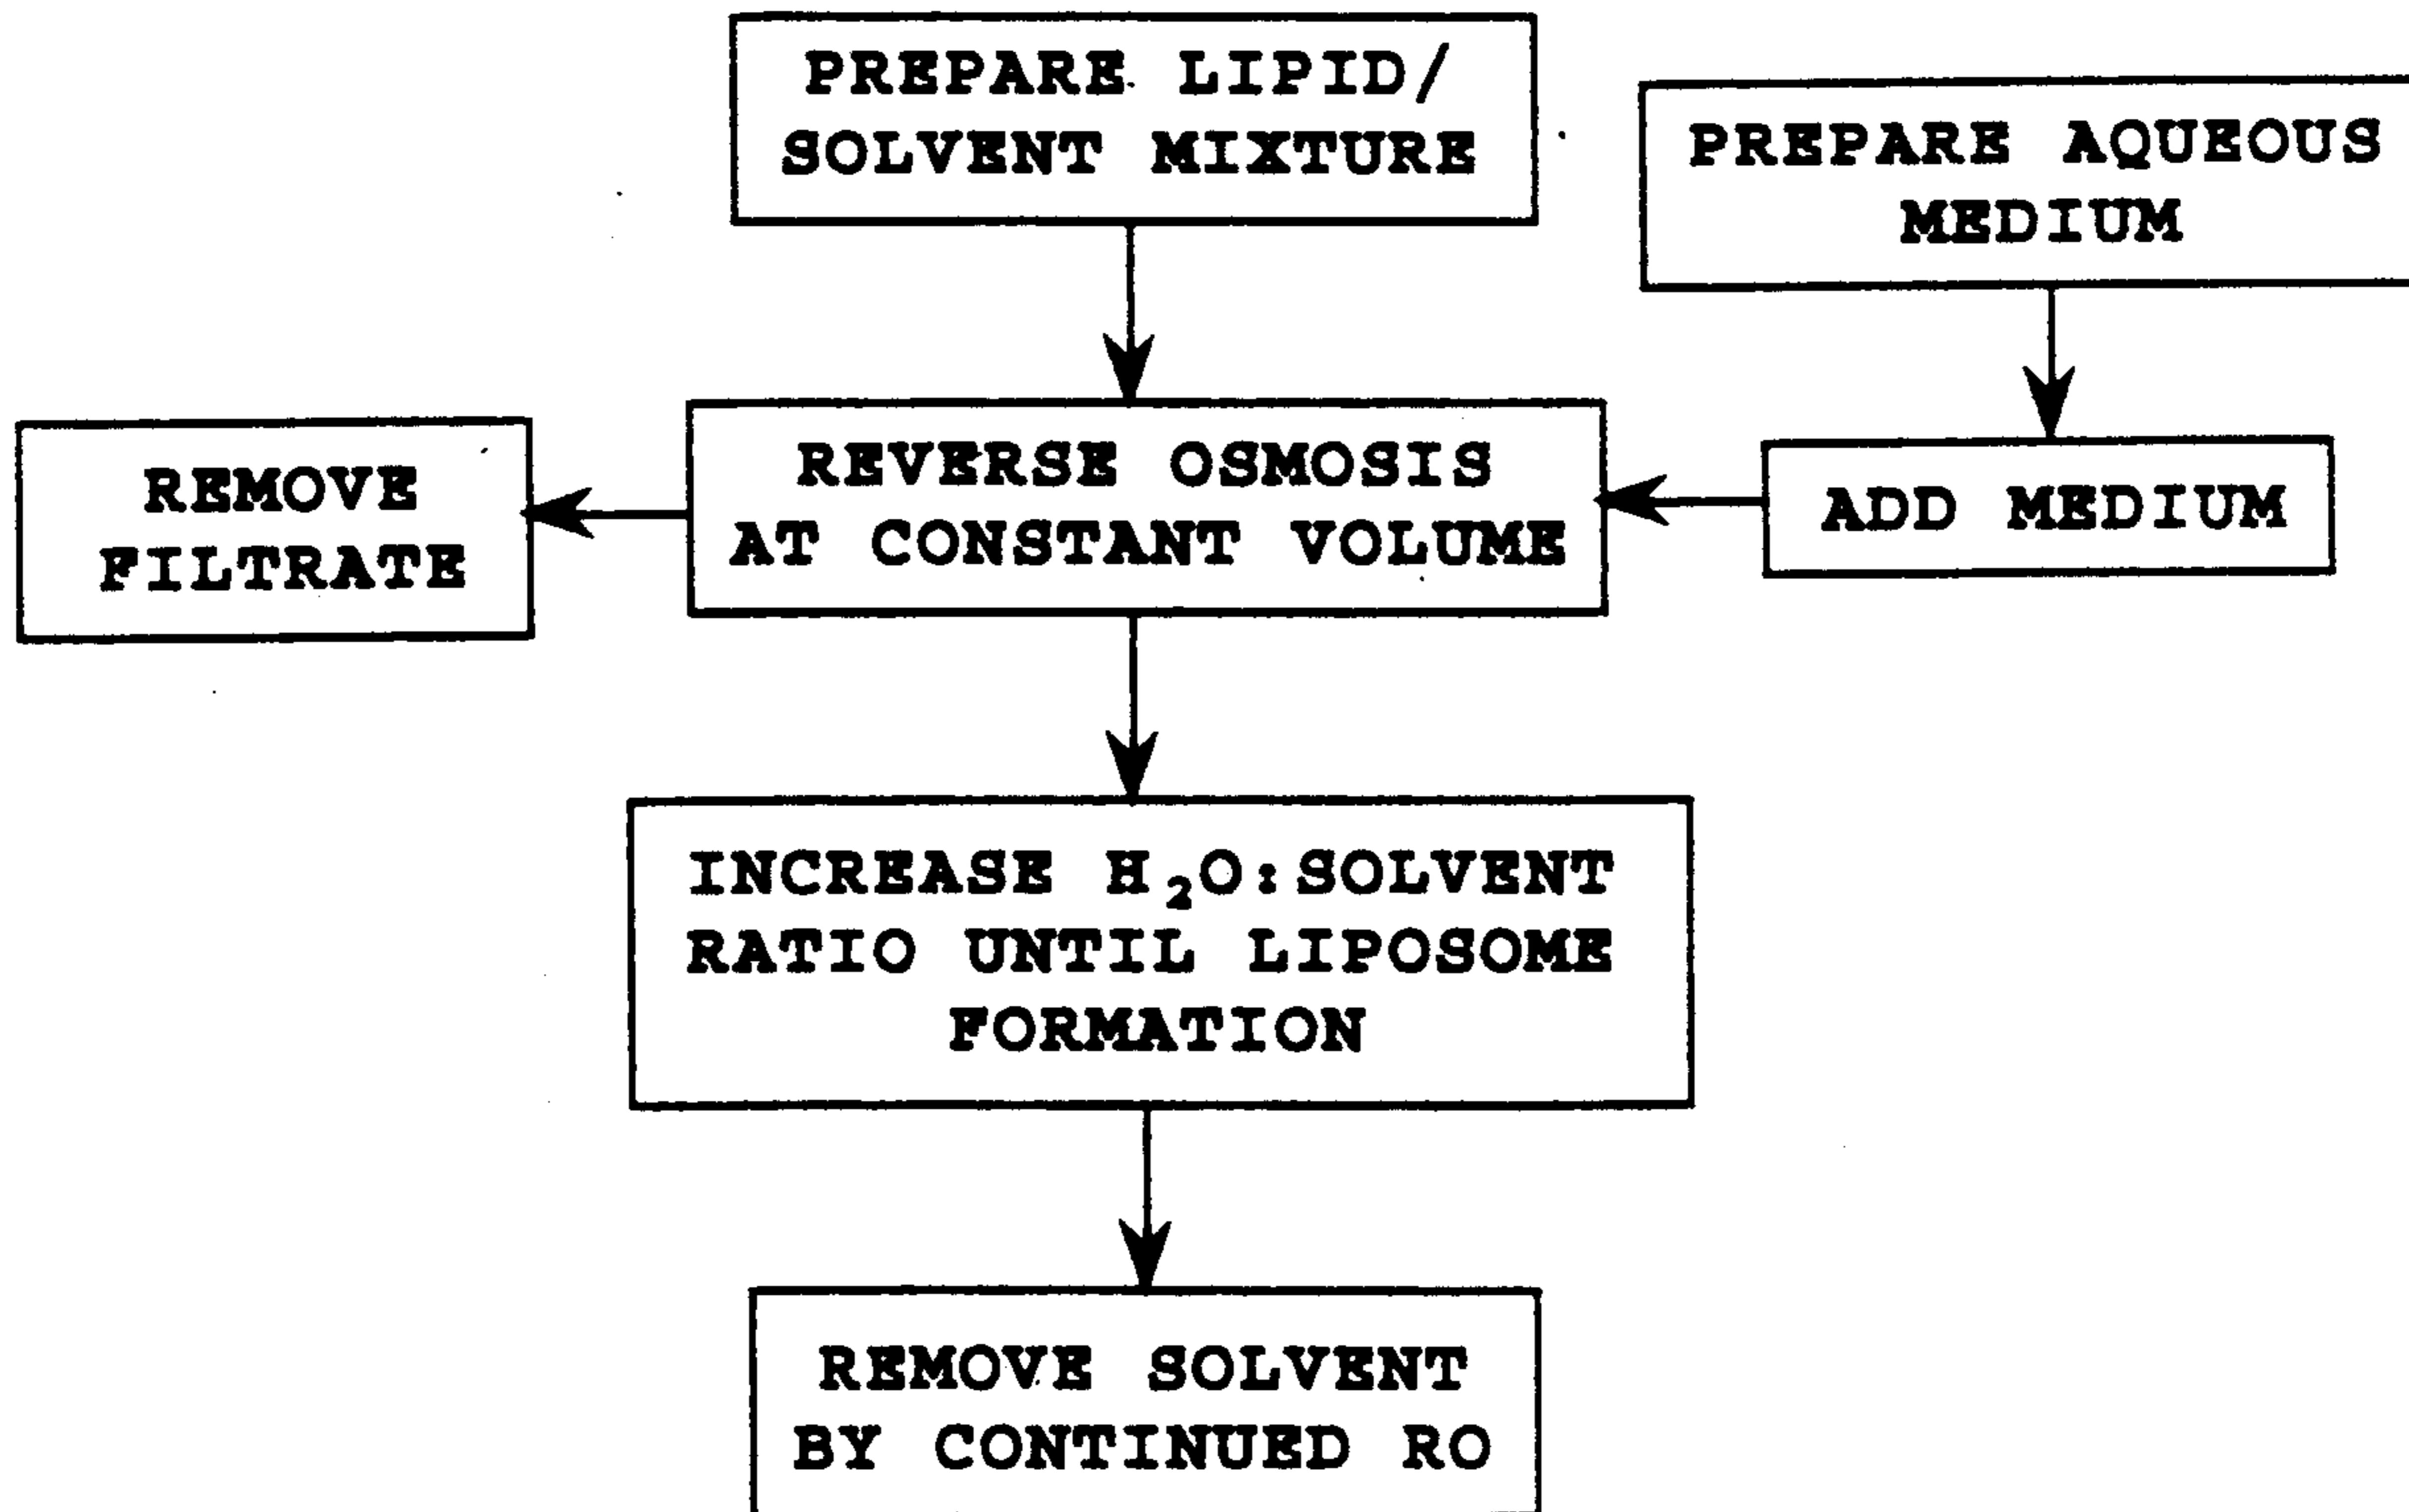 PREPARE LIPID/
SOLVENT MIXTURE
PREPARE AQUEOUS
MEDIUM
REMOVE
FILTRATE
REVERSE OSMOSIS
AT CONSTANT VOLUME
ADD MEDIUM
INCREASE H₂O:SOLVENT
RATIO UNTIL LIPOSOME
FORMATION
REMOVE SOLVENT
BY CONTINUED RO